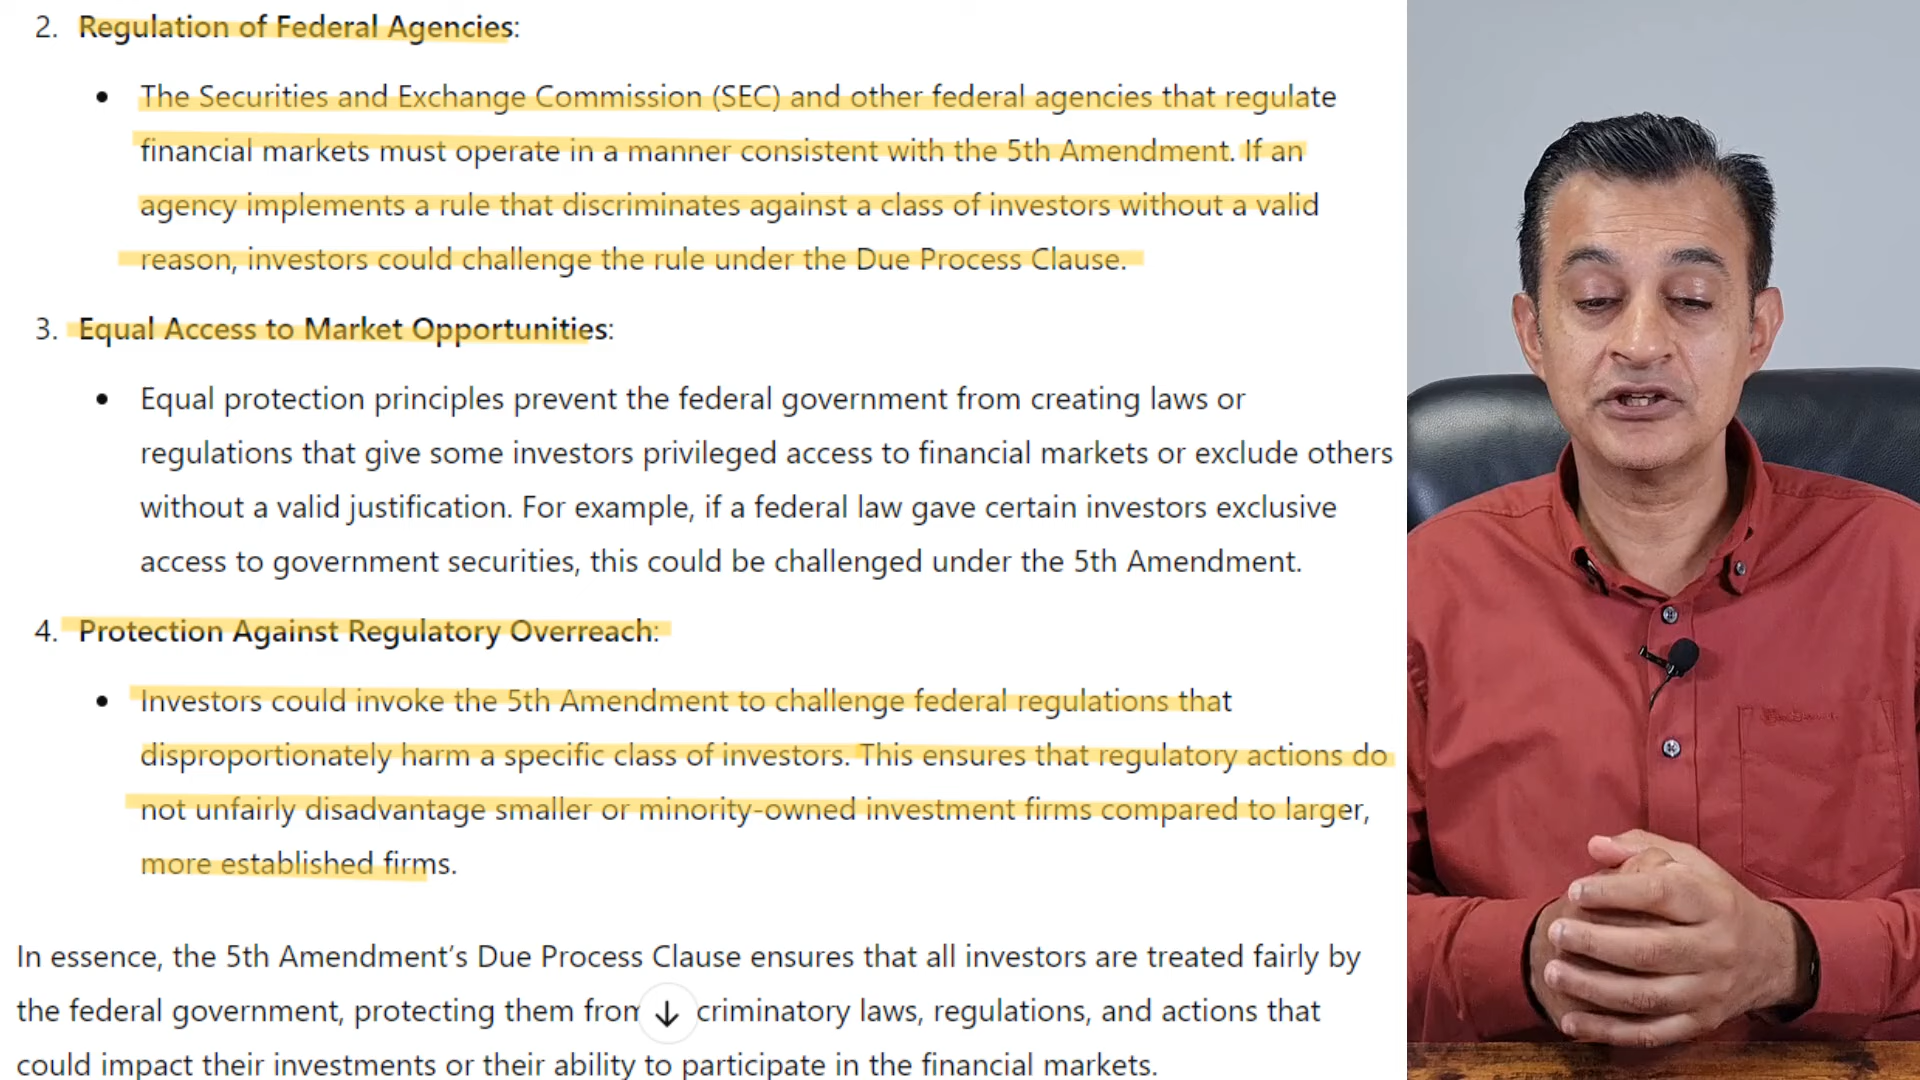 2. Regulation of Federal Agencies:
• The Securities and Exchange Commission (SEC) and other federal agencies that regulate
financial markets must operate in a manner consistent with the 5th Amendment. If an
agency implements a rule that discriminates against a class of investors without a valid
reason, investors could challenge the rule under the Due Process Clause.
3. Equal Access to Market Opportunities:
• Equal protection principles prevent the federal government from creating laws or
regulations that give some investors privileged access to financial markets or exclude others
without a valid justification. For example, if a federal law gave certain investors exclusive
access to government securities, this could be challenged under the 5th Amendment.
4. Protection Against Regulatory Overreach:
• Investors could invoke the 5th Amendment to challenge federal regulations that
disproportionately harm a specific class of investors. This ensures that regulatory actions do
not unfairly disadvantage smaller or minority-owned investment firms compared to larger,
more established firms.
In essence, the 5th Amendment’s Due Process Clause ensures that all investors are treated fairly by
the federal government, protecting them from criminatory laws, regulations, and actions that
could impact their investments or their ability to participate in the financial markets.